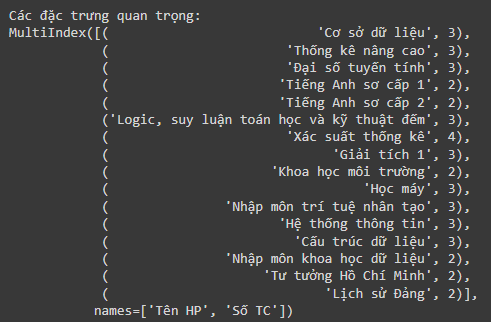 Các đặc trưng quan trọng:
MultiIndex([( 'Cơ sở dữ liệu', 3),
( 'Thống kê nâng cao', 3),
( 'Đại số tuyến tính', 3),
( 'Tiếng Anh sơ cấp 1', 2),
( 'Tiếng Anh sơ cấp 2', 2),
('Logic, suy luận toán học và kỹ thuật đếm', 3),
( 'Xác suất thống kê', 4),
( 'Giải tích 1', 3),
( 'Khoa học môi trường', 2),
( 'Học máy', 3),
( 'Nhập môn trí tuệ nhân tạo', 3),
( 'Hệ thống thông tin', 3),
( 'Cấu trúc dữ liệu', 3),
( 'Nhập môn khoa học dữ liệu', 2),
( 'Tư tưởng Hồ Chí Minh', 2),
( 'Lịch sử Đảng', 2)],
names=['Tên HP', 'Số TC'])